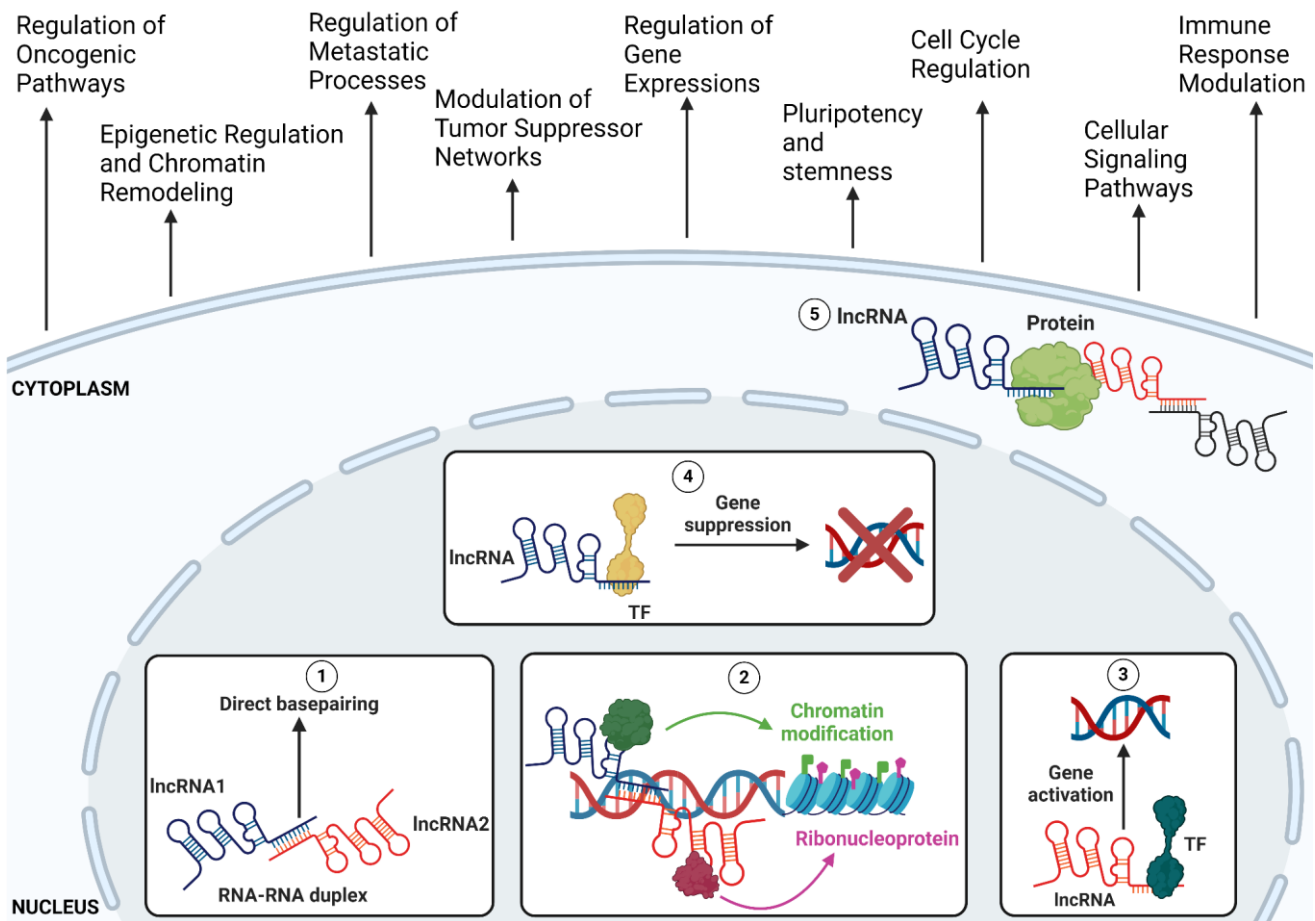 Regulation of
Oncogenic
Pathways
Epigenetic Regulation
and Chromatin
Remodeling
Regulation of
Metastatic
Processes
Modulation of
Tumor Suppressor
Networks
Regulation of
Gene
Expressions
Pluripotency
and
stemness
Cell Cycle
Regulation
Cellular
Signaling
Pathways
Immune
Response
Modulation
5
lncRNA
Protein
CYTOPLASM
4
Gene
suppression
lncRNA
TF
1
Direct basepairing
lncRNA1
lncRNA2
RNA-RNA duplex
2
Chromatin
modification
Ribonucleoprotein
3
Gene
activation
TF
lncRNA
NUCLEUS